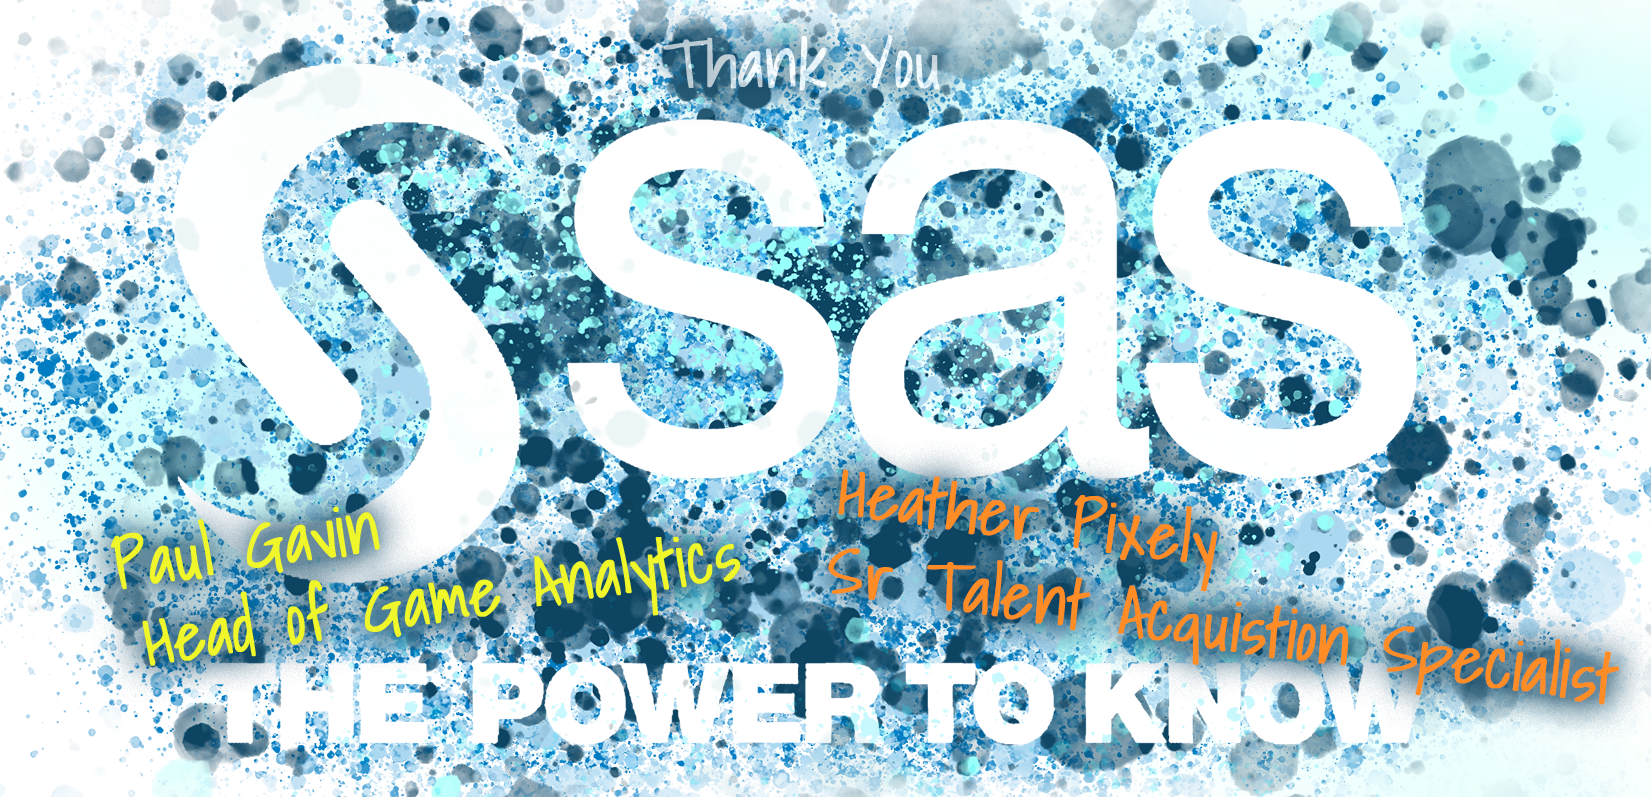 Thank You
sas
Paul Gavin
Head of Game Analytics
Heather Pixely
Sr Talent Acquistion Specialist
THE POWER TO KNOW